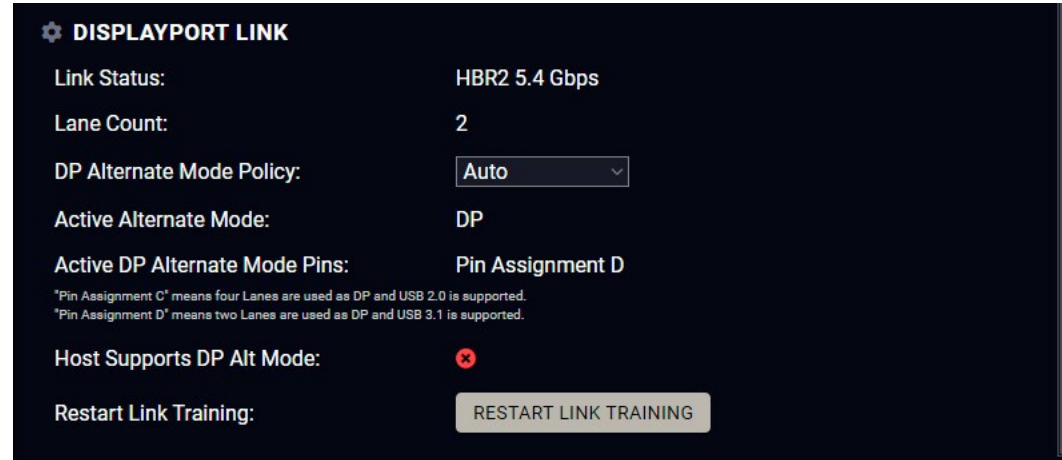 DISPLAYPORT LINK
Link Status: HBR2 5.4 Gbps
Lane Count: 2
DP Alternate Mode Policy: Auto
Active Alternate Mode: DP
Active DP Alternate Mode Pins: Pin Assignment D
"Pin Assignment C" means four Lanes are used as DP and USB 2.0 is supported.
"Pin Assignment D" means two Lanes are used as DP and USB 3.1 is supported.
Host Supports DP Alt Mode:
Restart Link Training: RESTART LINK TRAINING